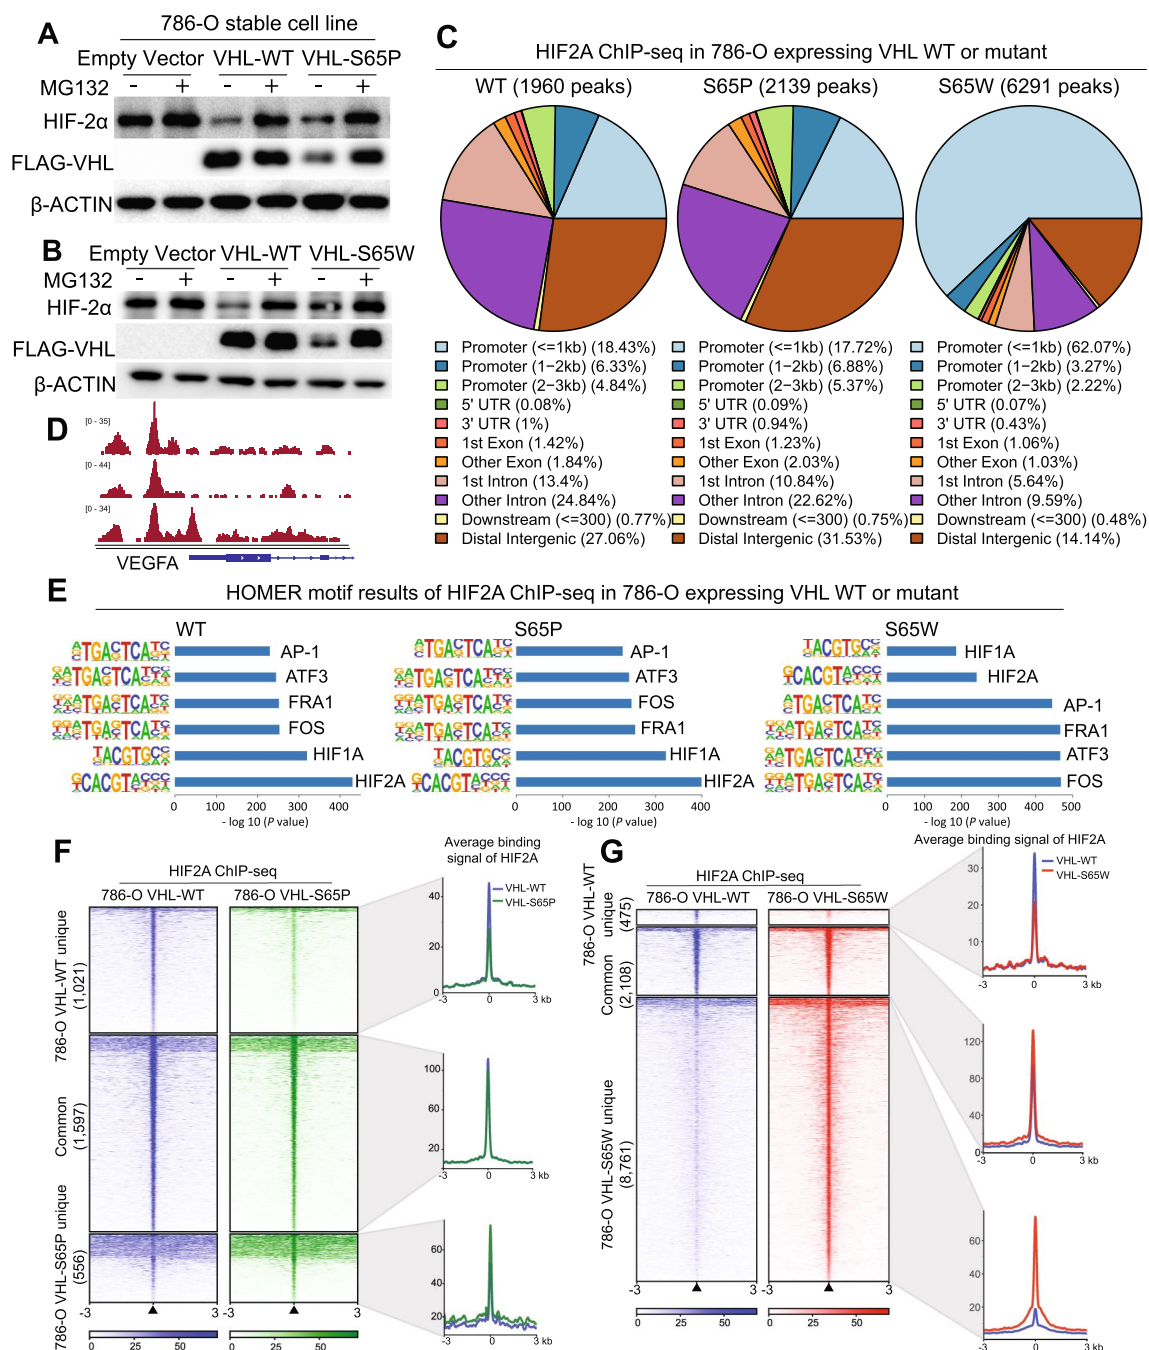 A
786-O stable cell line
Empty Vector VHL-WT VHL-S65P
MG132 - + - + - +
HIF-2α
FLAG-VHL
β-ACTIN
B
Empty Vector VHL-WT VHL-S65W
MG132 - + - + - +
HIF-2α
FLAG-VHL
β-ACTIN
C
HIF2A ChIP-seq in 786-O expressing VHL WT or mutant
WT (1960 peaks)
Promoter (<=1kb) (18.43%)
Promoter (1-2kb) (6.33%)
Promoter (2-3kb) (4.84%)
5' UTR (0.08%)
3' UTR (1%)
1st Exon (1.42%)
Other Exon (1.84%)
1st Intron (13.4%)
Other Intron (24.84%)
Downstream (<=300) (0.77%)
Distal Intergenic (27.06%)
S65P (2139 peaks)
Promoter (<=1kb) (17.72%)
Promoter (1-2kb) (6.88%)
Promoter (2-3kb) (5.37%)
5' UTR (0.09%)
3' UTR (0.94%)
1st Exon (1.23%)
Other Exon (2.03%)
1st Intron (10.84%)
Other Intron (22.62%)
Downstream (<=300) (0.75%)
Distal Intergenic (31.53%)
S65W (6291 peaks)
Promoter (<=1kb) (62.07%)
Promoter (1-2kb) (3.27%)
Promoter (2-3kb) (2.22%)
5' UTR (0.07%)
3' UTR (0.43%)
1st Exon (1.06%)
Other Exon (1.03%)
1st Intron (5.64%)
Other Intron (9.59%)
Downstream (<=300) (0.48%)
Distal Intergenic (14.14%)
D
[0 - 35]
[0 - 44]
[0 - 34]
VEGFA
E
HOMER motif results of HIF2A ChIP-seq in 786-O expressing VHL WT or mutant
WT
ATGACTCA AP-1
TGAGTCAT ATF3
ATGAGTCA FRA1
ATGAGTCA FOS
TACGTGC HIF1A
GCACGTA HIF2A
0 100 200 300 400
- log 10 (P value)
S65P
ATGACTCA AP-1
TGAGTCAT ATF3
ATGAGTCA FOS
ATGAGTCA FRA1
TACGTGC HIF1A
GCACGTA HIF2A
0 100 200 300 400
- log 10 (P value)
S65W
TACGTGC HIF1A
GCACGTA HIF2A
ATGACTCA AP-1
ATGAGTCA FRA1
TGAGTCAT ATF3
ATGAGTCA FOS
0 100 200 300 400 500
- log 10 (P value)
F
HIF2A ChIP-seq
786-O VHL-WT 786-O VHL-S65P
786-O VHL-WT unique
(1,021)
Common
(1,597)
786-O VHL-S65P unique
(556)
-3 3 -3 3
0 25 50 0 25 50
Average binding
signal of HIF2A
VHL-WT
VHL-S65P
40
20
0
-3 0 3 kb
100
60
20
-3 0 3 kb
60
40
20
-3 0 3 kb
G
HIF2A ChIP-seq
786-O VHL-WT 786-O VHL-S65W
786-O VHL-WT
unique
(475)
Common
(2,108)
786-O VHL-S65W unique
(8,761)
-3 3 -3 3
0 25 50 0 25 50
Average binding signal of HIF2A
VHL-WT
VHL-S65W
30
20
10
-3 0 3 kb
120
80
40
0
-3 0 3 kb
60
40
20
-3 0 3 kb